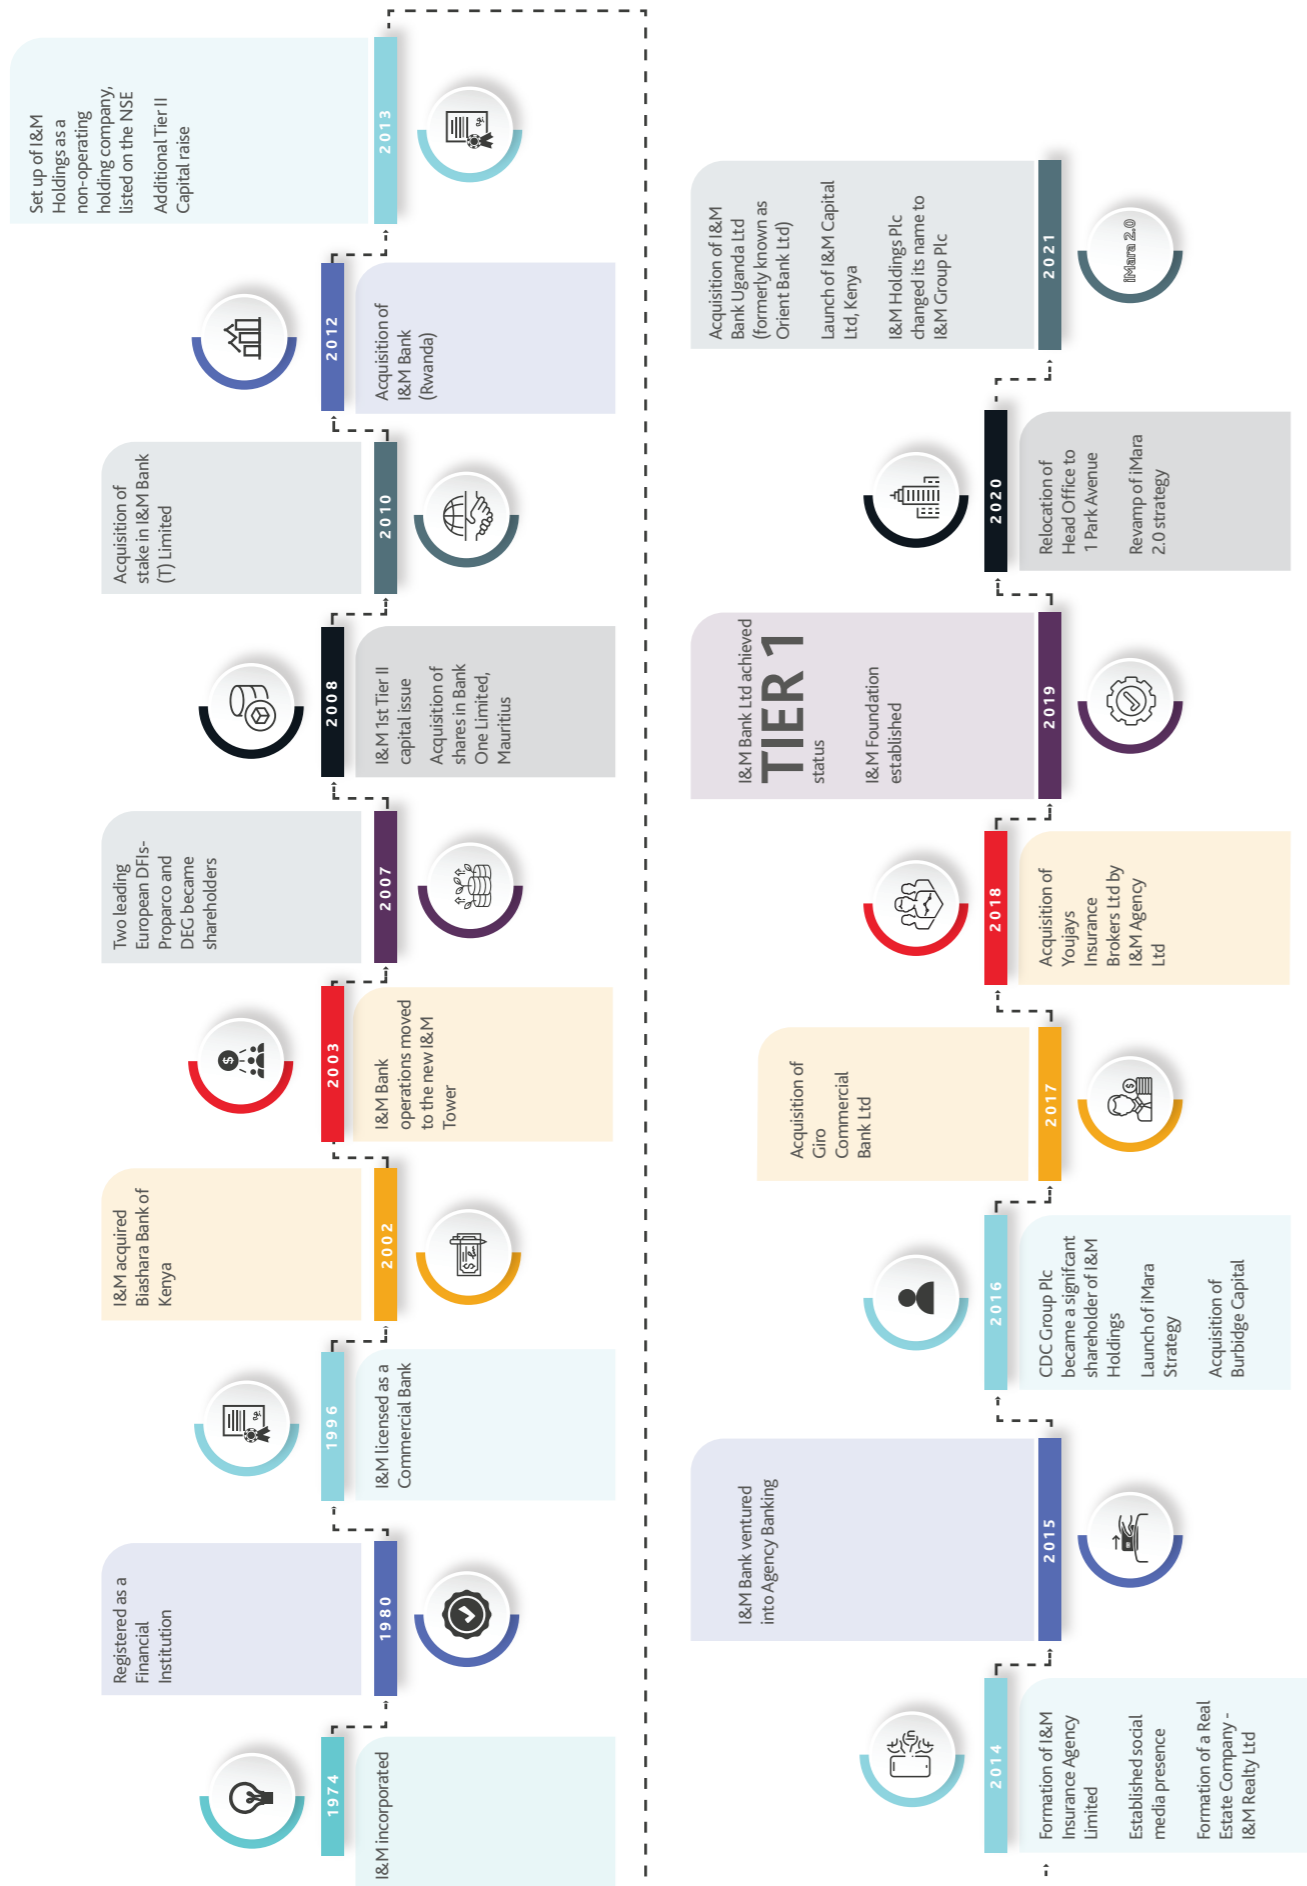 1974
I&M incorporated
1980
Registered as a
Financial
Institution
1996
I&M licensed as a
Commercial Bank
2002
I&M acquired
Biashara Bank of
Kenya
2003
I&M Bank
operations moved
to the new I&M
Tower
2007
Two leading
European DFIs-
Proparco and
DEG became
shareholders
2008
I&M 1st Tier II
capital issue
Acquisition of
shares in Bank
One Limited,
Mauritius
2010
Acquisition of
stake in I&M Bank
(T) Limited
2012
Acquisition of
I&M Bank
(Rwanda)
2013
Set up of I&M
Holdings as a
non-operating
holding company,
listed on the NSE
Additional Tier II
Capital raise
2014
Formation of I&M
Insurance Agency
Limited
Established social
media presence
Formation of a Real
Estate Company -
I&M Realty Ltd
2015
I&M Bank ventured
into Agency Banking
2016
CDC Group Plc
became a signifcant
shareholder of I&M
Holdings
Launch of iMara
Strategy
Acquisition of
Burbidge Capital
2017
Acquisition of
Giro
Commercial
Bank Ltd
2018
Acquisition of
Youjays
Insurance
Brokers Ltd by
I&M Agency
Ltd
2019
I&M Bank Ltd achieved
TIER 1
status
I&M Foundation
established
2020
Relocation of
Head Office to
1 Park Avenue
Revamp of iMara
2.0 strategy
2021
Acquisition of I&M
Bank Uganda Ltd
(formerly known as
Orient Bank Ltd)
Launch of I&M Capital
Ltd, Kenya
I&M Holdings Plc
changed its name to
I&M Group Plc
iMara 2.0